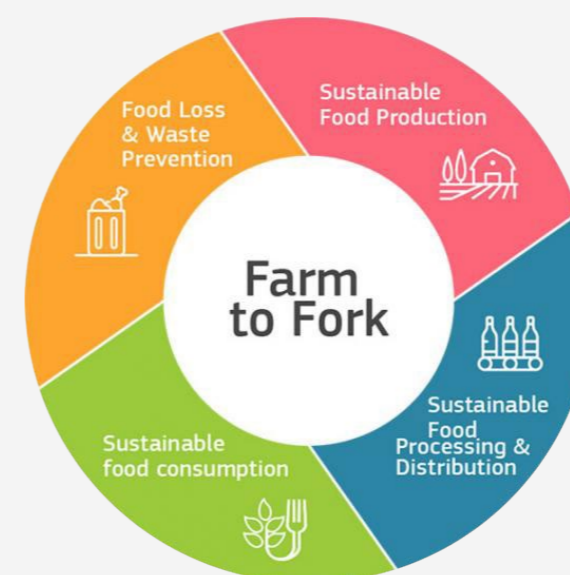 Food Loss
& Waste
Prevention
Sustainable
Food Production
Farm
to Fork
Sustainable
Food
Processing &
Distribution
Sustainable
food consumption